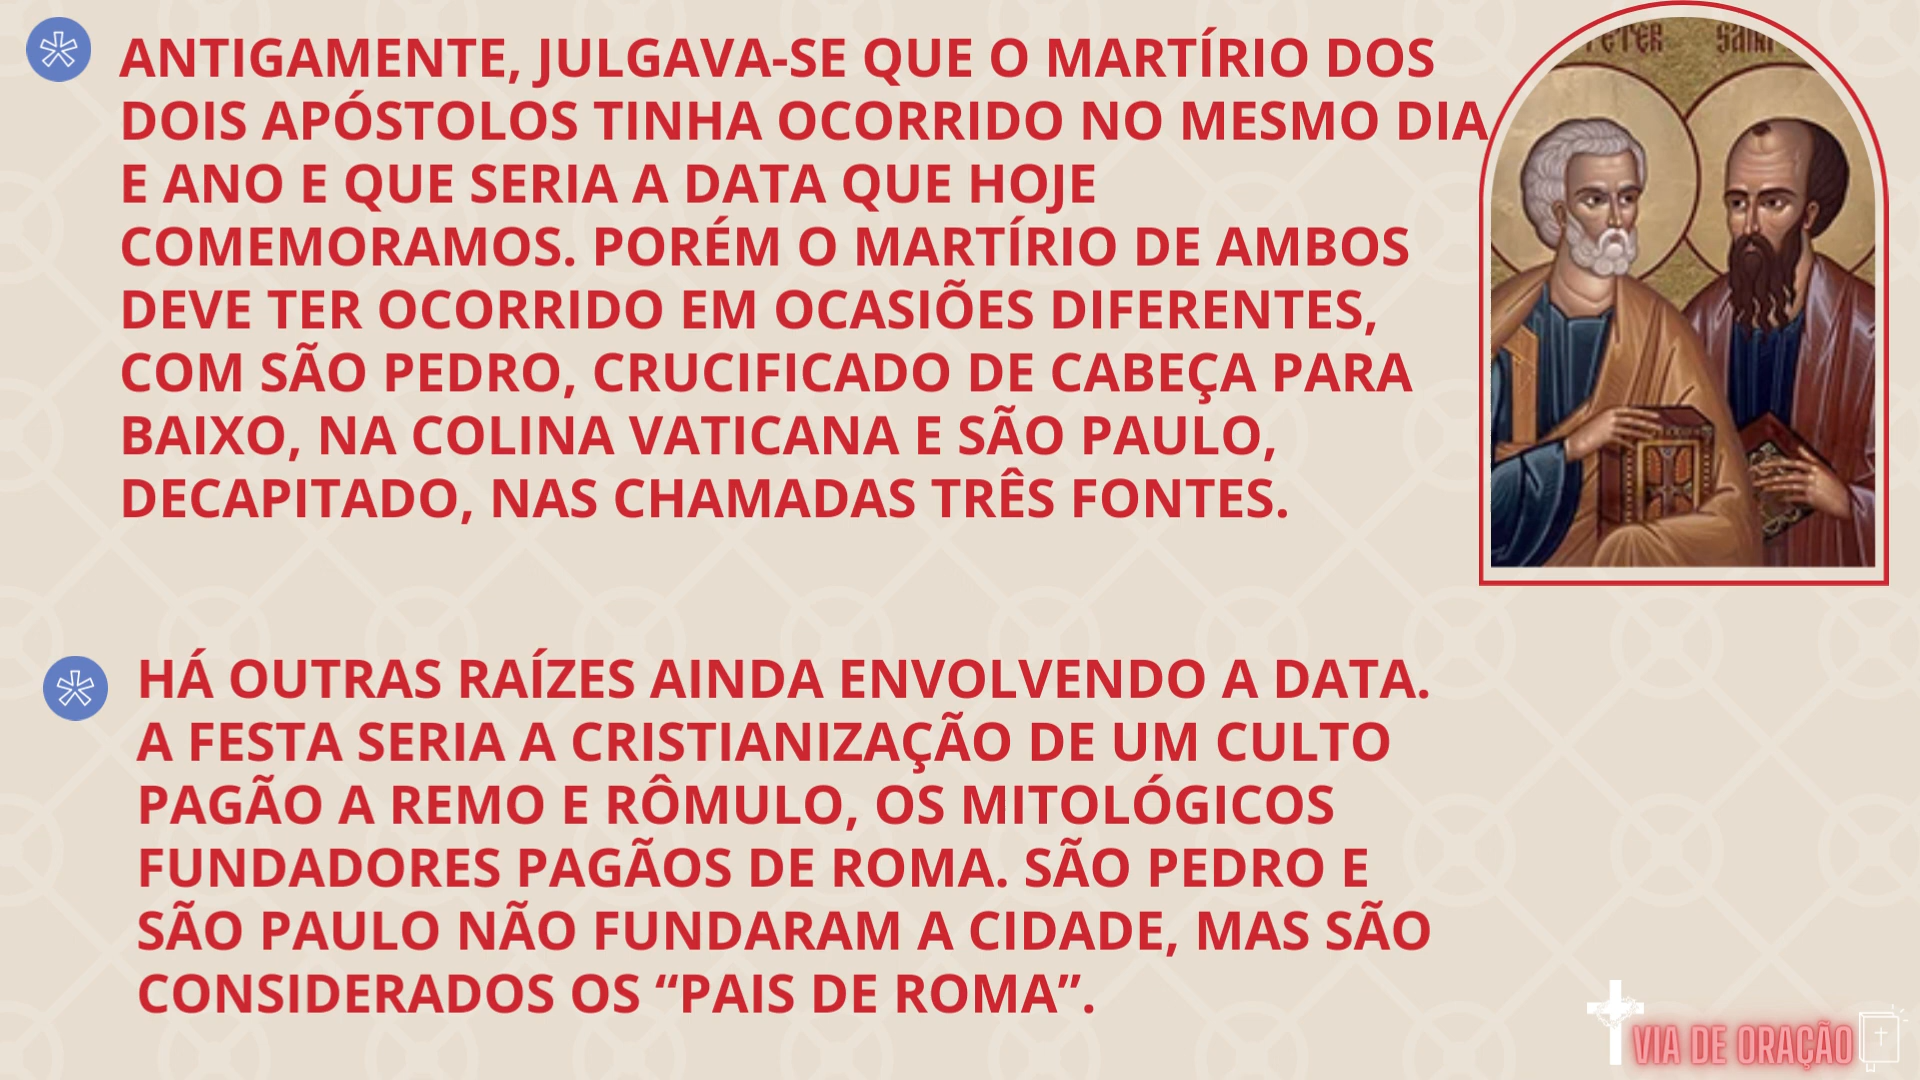 ANTIGAMENTE, JULGAVA-SE QUE O MARTÍRIO DOS
DOIS APÓSTOLOS TINHA OCORRIDO NO MESMO DIA
E ANO E QUE SERIA A DATA QUE HOJE
COMEMORAMOS. PORÉM O MARTÍRIO DE AMBOS
DEVE TER OCORRIDO EM OCASIÕES DIFERENTES,
COM SÃO PEDRO, CRUCIFICADO DE CABEÇA PARA
BAIXO, NA COLINA VATICANA E SÃO PAULO,
DECAPITADO, NAS CHAMADAS TRÊS FONTES.
HÁ OUTRAS RAÍZES AINDA ENVOLVENDO A DATA.
A FESTA SERIA A CRISTIANIZAÇÃO DE UM CULTO
PAGÃO A REMO E RÔMULO, OS MITOLÓGICOS
FUNDADORES PAGÃOS DE ROMA. SÃO PEDRO E
SÃO PAULO NÃO FUNDARAM A CIDADE, MAS SÃO
CONSIDERADOS OS “PAIS DE ROMA”.
VIA DE ORAÇÃO